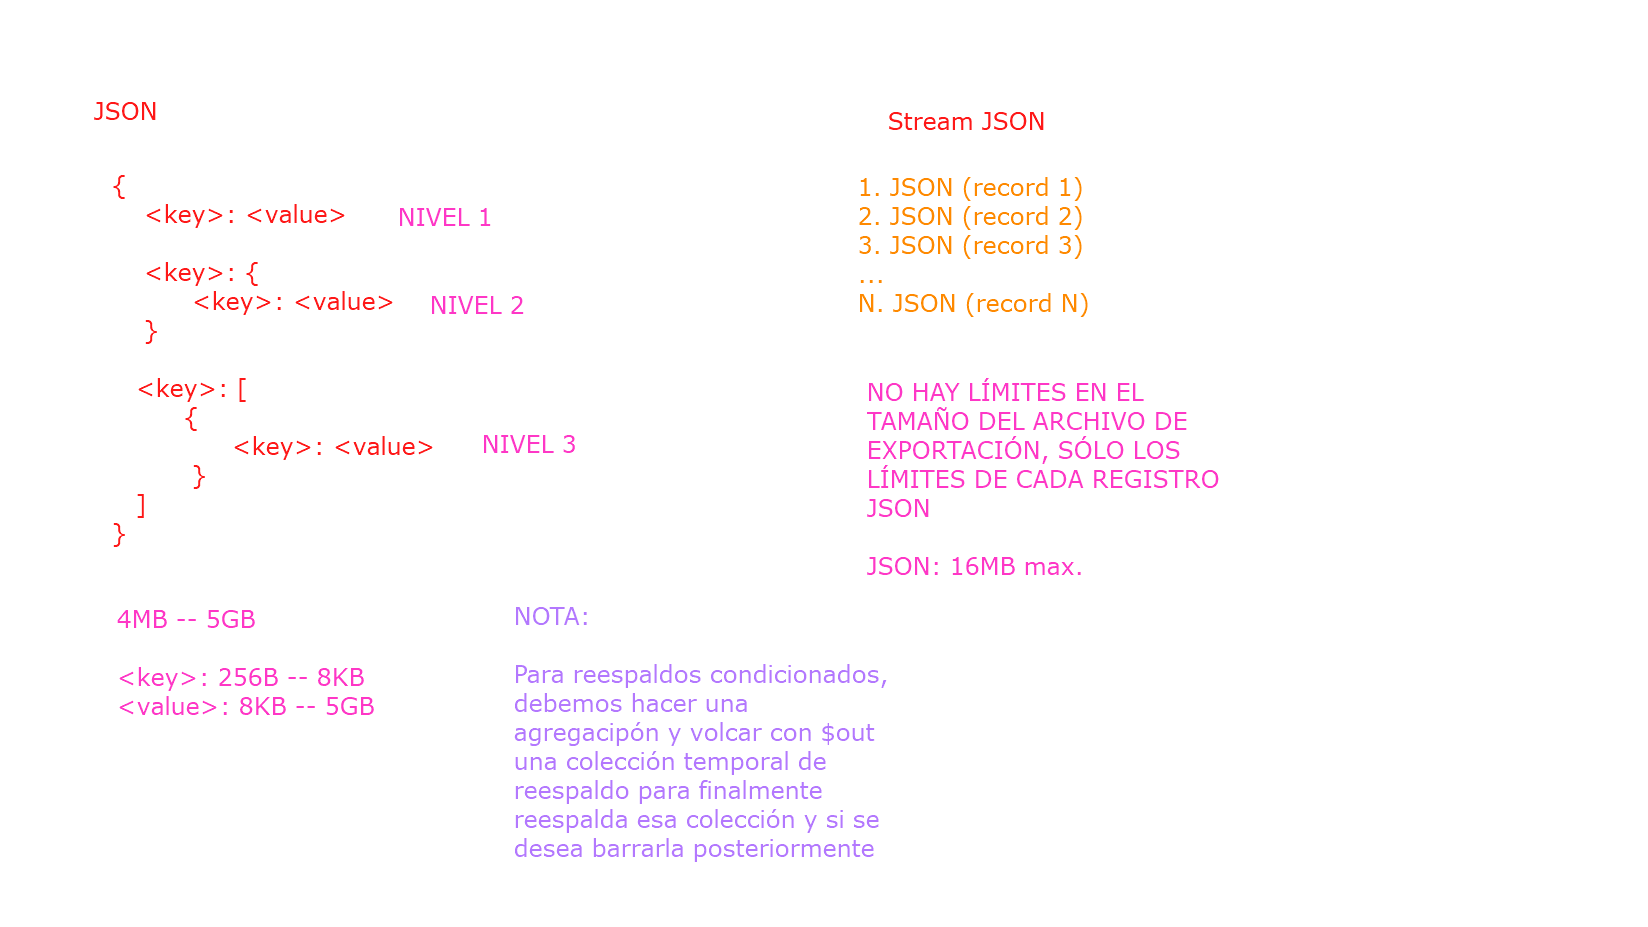 JSON
{
<key>: <value> NIVEL 1
<key>: {
<key>: <value> NIVEL 2
}
<key>: [
{
<key>: <value> NIVEL 3
}
]
}
4MB -- 5GB
<key>: 256B -- 8KB
<value>: 8KB -- 5GB
Stream JSON
1. JSON (record 1)
2. JSON (record 2)
3. JSON (record 3)
...
N. JSON (record N)
NO HAY LÍMITES EN EL
TAMAÑO DEL ARCHIVO DE
EXPORTACIÓN, SÓLO LOS
LÍMITES DE CADA REGISTRO
JSON
JSON: 16MB max.
NOTA:
Para reespaldos condicionados,
debemos hacer una
agregacipón y volcar con $out
una colección temporal de
reespaldo para finalmente
reespalda esa colección y si se
desea barrarla posteriormente